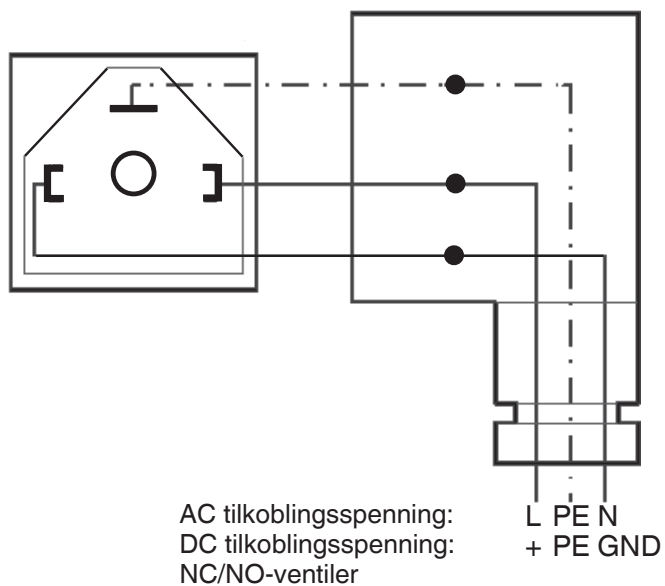 AC tilkoblingsspenning: L PE N
DC tilkoblingsspenning: + PE GND
NC/NO-ventiler